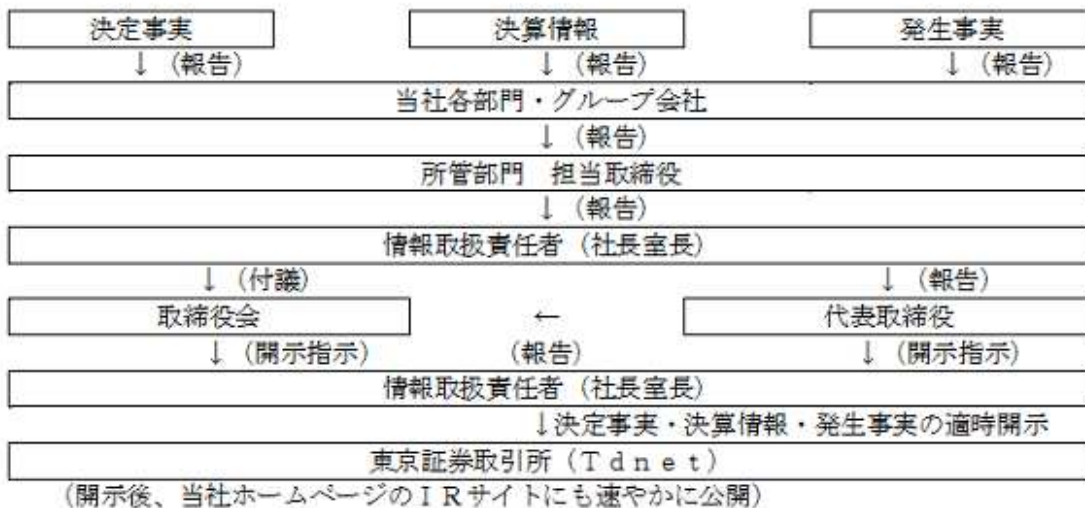 決定事実 決算情報 発生事実
↓(報告) ↓(報告) ↓(報告)
当社各部門・グループ会社
↓(報告)
所管部門 担当取締役
↓(報告)
情報取扱責任者(社長室長)
↓(付議) ↓(報告)
取締役会 ← 代表取締役
↓(開示指示) (報告) ↓(開示指示)
情報取扱責任者(社長室長)
↓決定事実・決算情報・発生事実の適時開示
東京証券取引所(Tdnet)
(開示後、当社ホームページのIRサイトにも速やかに公開)